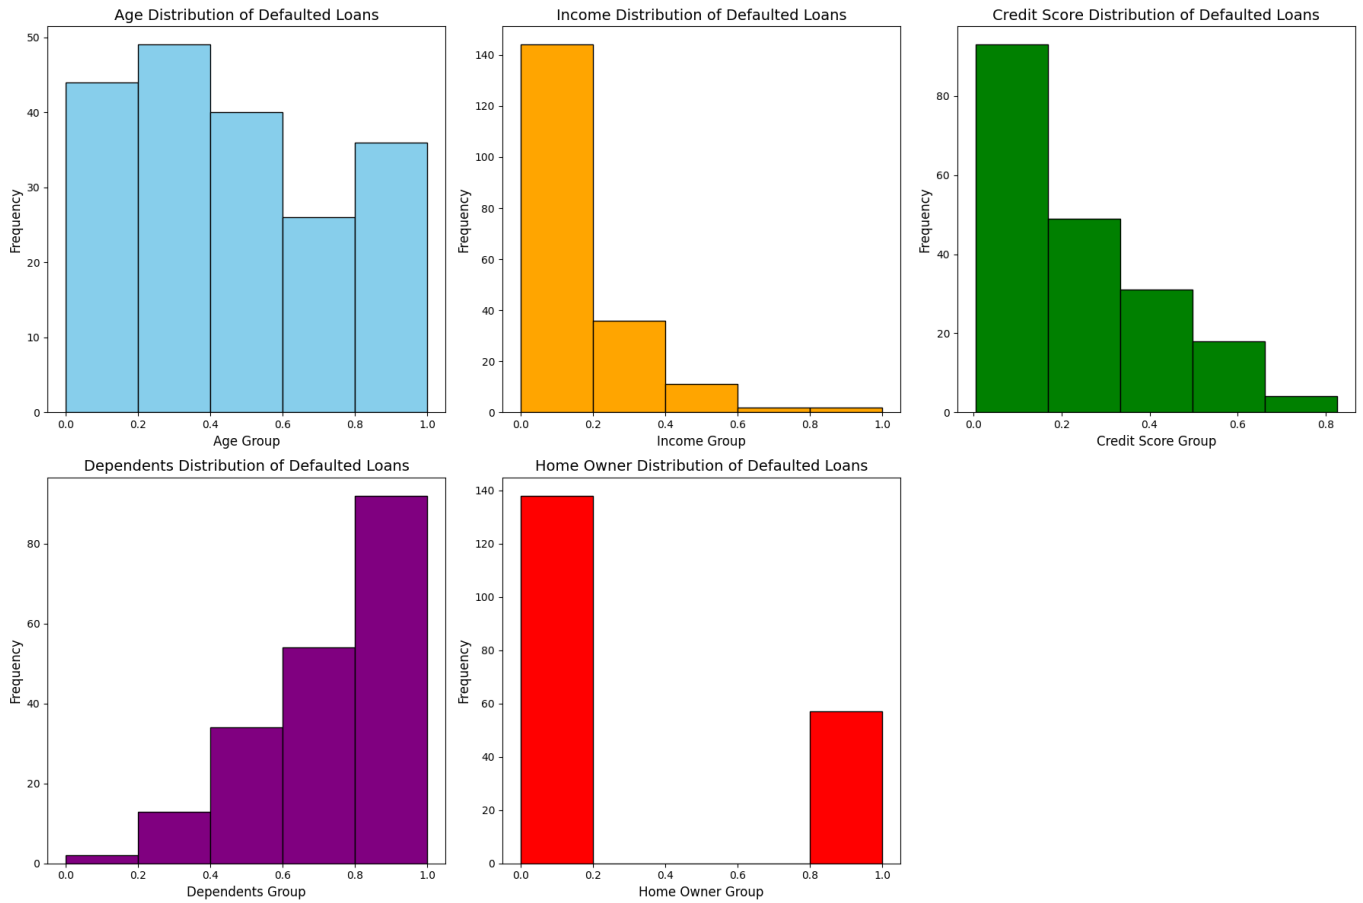 Age Distribution of Defaulted Loans
50
40
30
20
10
0
Frequency
0.0 0.2 0.4 0.6 0.8 1.0
Age Group
Income Distribution of Defaulted Loans
140
120
100
80
60
40
20
0
Frequency
0.0 0.2 0.4 0.6 0.8 1.0
Income Group
Credit Score Distribution of Defaulted Loans
80
60
40
20
0
Frequency
0.0 0.2 0.4 0.6 0.8
Credit Score Group
Dependents Distribution of Defaulted Loans
80
60
40
20
0
Frequency
0.0 0.2 0.4 0.6 0.8 1.0
Dependents Group
Home Owner Distribution of Defaulted Loans
140
120
100
80
60
40
20
0
Frequency
0.0 0.2 0.4 0.6 0.8 1.0
Home Owner Group